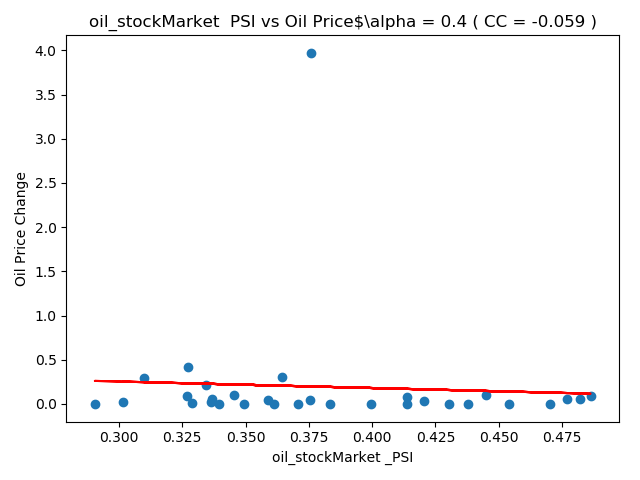 oil_stockMarket  PSI vs Oil Price$\alpha = 0.4 ( CC = -0.059 )
4.0
3.5
3.0
2.5
2.0
1.5
1.0
0.5
0.0
Oil Price Change
0.300 0.325 0.350 0.375 0.400 0.425 0.450 0.475
oil_stockMarket _PSI